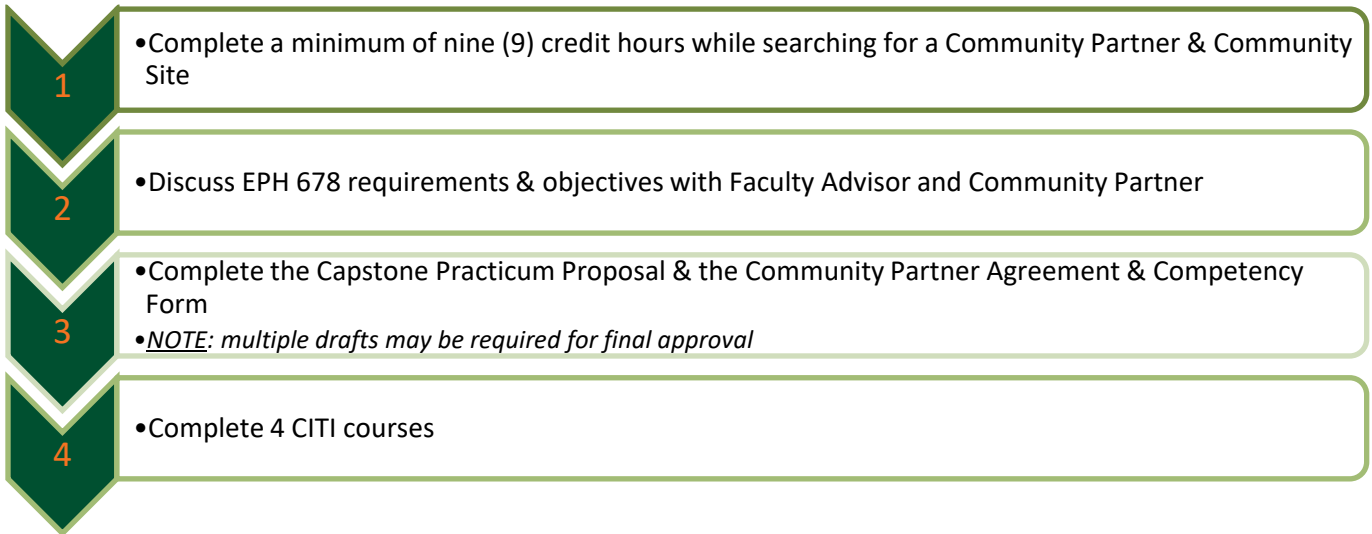 1
•Complete a minimum of nine (9) credit hours while searching for a Community Partner & Community
Site
2
•Discuss EPH 678 requirements & objectives with Faculty Advisor and Community Partner
3
•Complete the Capstone Practicum Proposal & the Community Partner Agreement & Competency
Form
•NOTE: multiple drafts may be required for final approval
4
•Complete 4 CITI courses